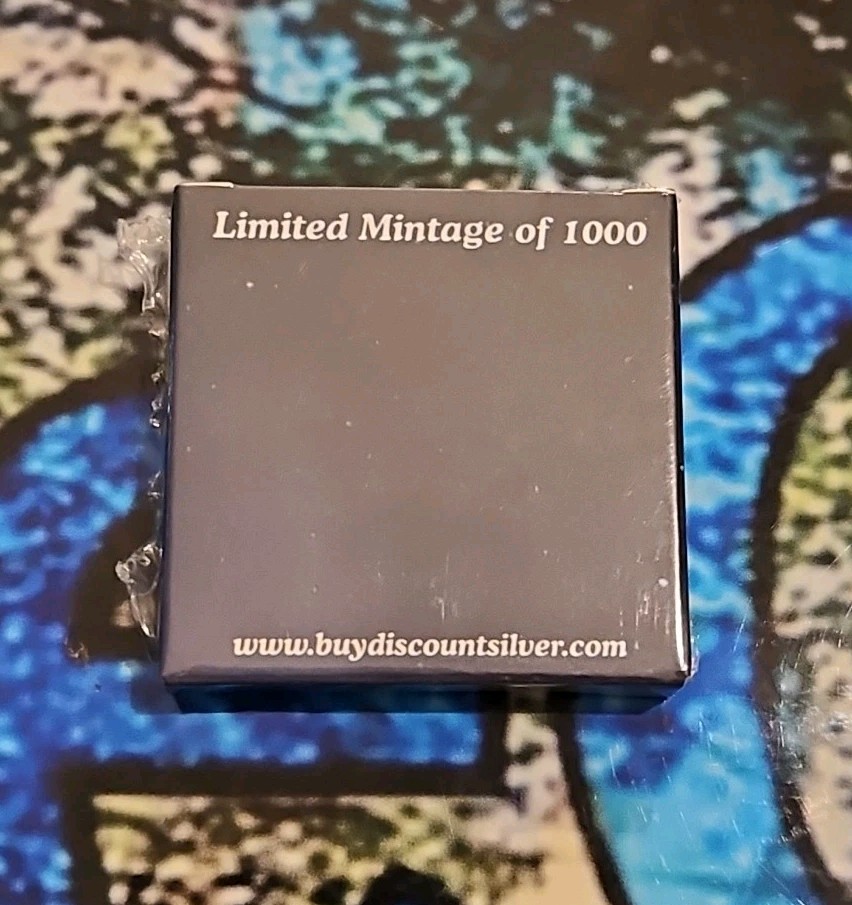 Limited Mintage of 1000
www.buydiscountsilver.com